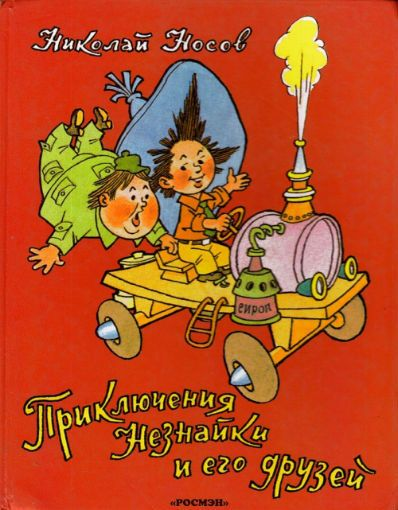 Николай Носов
сироп
Приключения
Незнайки
и его друзей
«РОСМЭН»